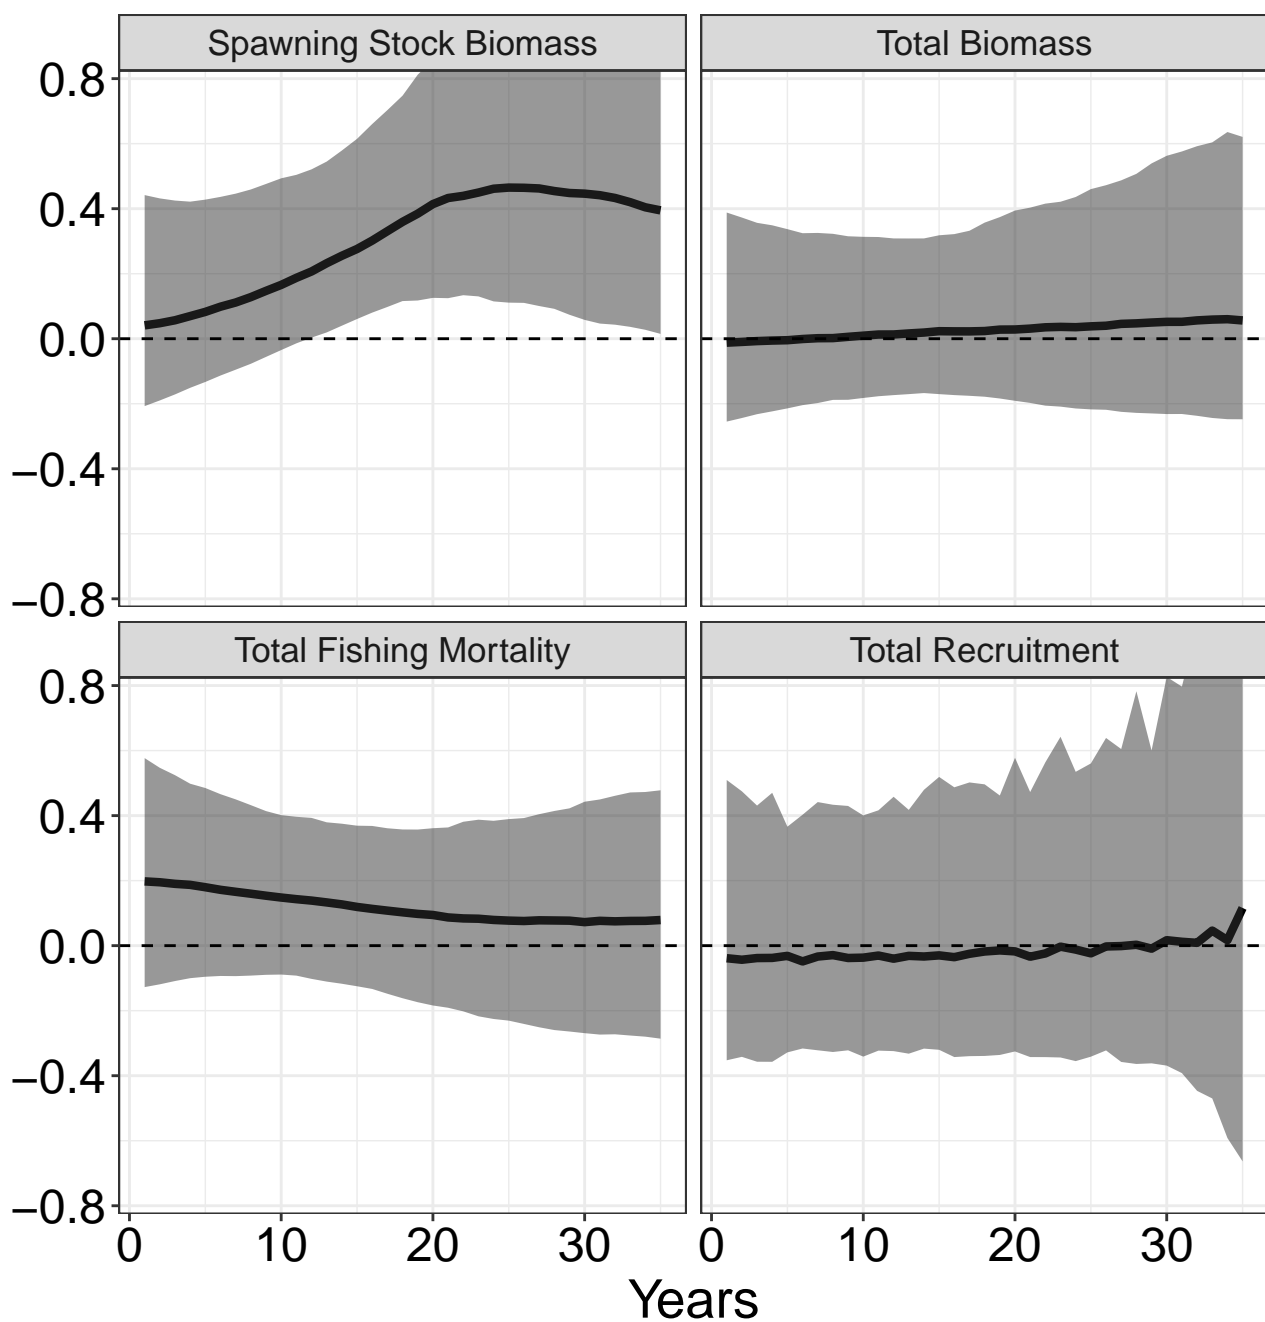 Spawning Stock Biomass
Total Biomass
0.8
0.4
0.0
−0.4
−0.8
Total Fishing Mortality
Total Recruitment
0.8
0.4
0.0
−0.4
−0.8
0 10 20 30
0 10 20 30
Years